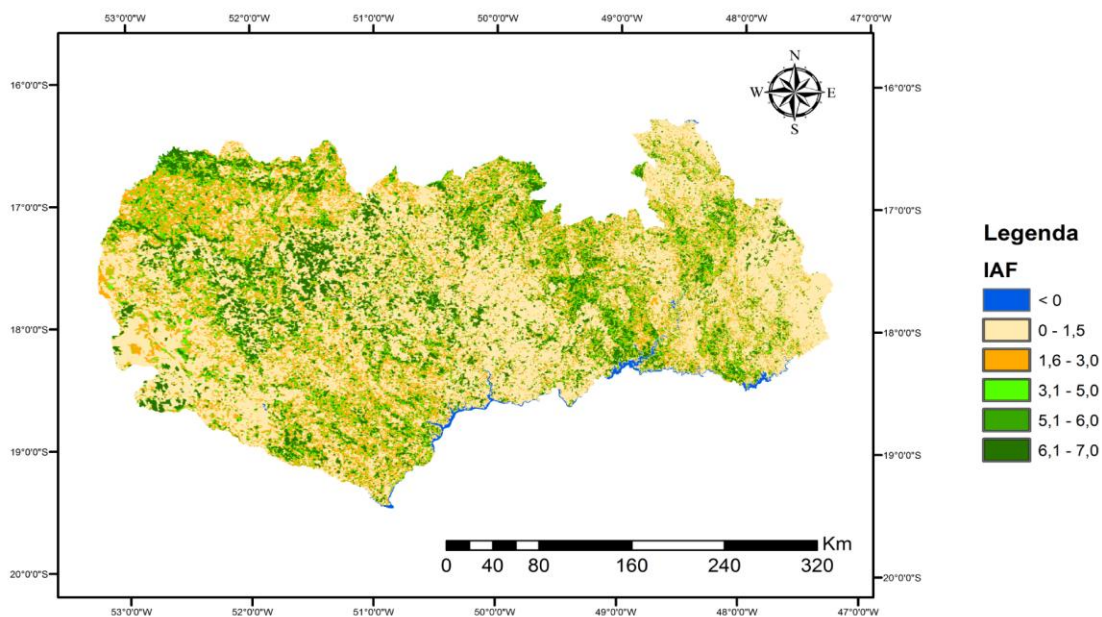 53°0'0"W 52°0'0"W 51°0'0"W 50°0'0"W 49°0'0"W 48°0'0"W 47°0'0"W
N
W E
S
16°0'0"S 16°0'0"S
17°0'0"S 17°0'0"S
18°0'0"S 18°0'0"S
19°0'0"S 19°0'0"S
20°0'0"S 20°0'0"S
Km
0 40 80 160 240 320
53°0'0"W 52°0'0"W 51°0'0"W 50°0'0"W 49°0'0"W 48°0'0"W 47°0'0"W
Legenda
IAF
< 0
0 - 1,5
1,6 - 3,0
3,1 - 5,0
5,1 - 6,0
6,1 - 7,0